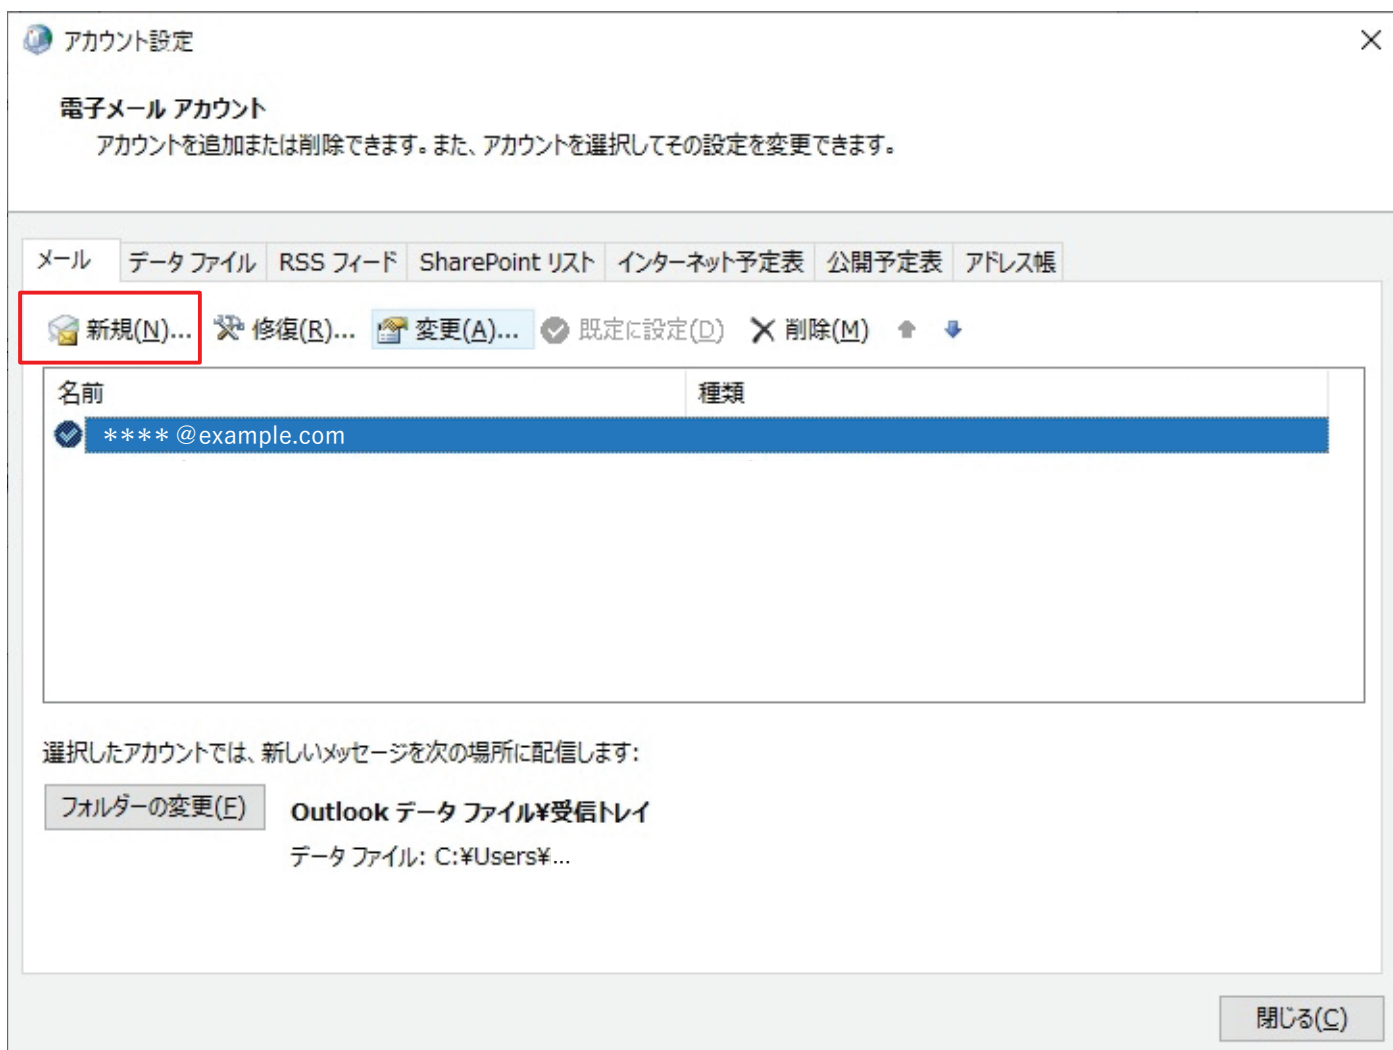 アカウント設定
電子メール アカウント
アカウントを追加または削除できます。また、アカウントを選択してその設定を変更できます。
メール データ ファイル RSS フィード SharePoint リスト インターネット予定表 公開予定表 アドレス帳
新規(N)... 修復(R)... 変更(A)... 既定に設定(D) 削除(M)
名前 種類
****@example.com
選択したアカウントでは、新しいメッセージを次の場所に配信します:
フォルダーの変更(F) Outlook データ ファイル¥受信トレイ
データ ファイル: C:¥Users¥...
閉じる(C)